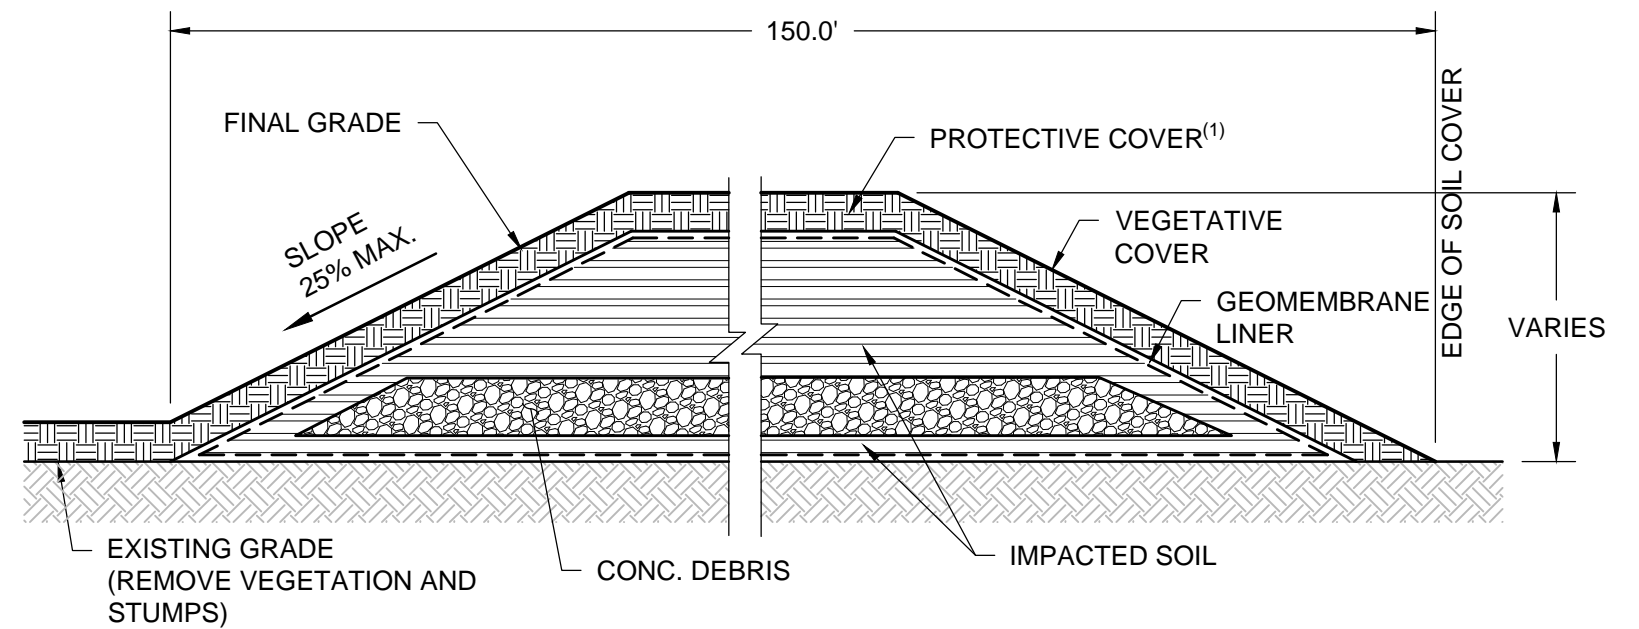 150.0'
FINAL GRADE
PROTECTIVE COVER(1)
SLOPE
25% MAX.
VEGETATIVE
COVER
EDGE OF SOIL COVER
GEOMEMBRANE
LINER
VARIES
EXISTING GRADE
(REMOVE VEGETATION AND
STUMPS)
CONC. DEBRIS
IMPACTED SOIL